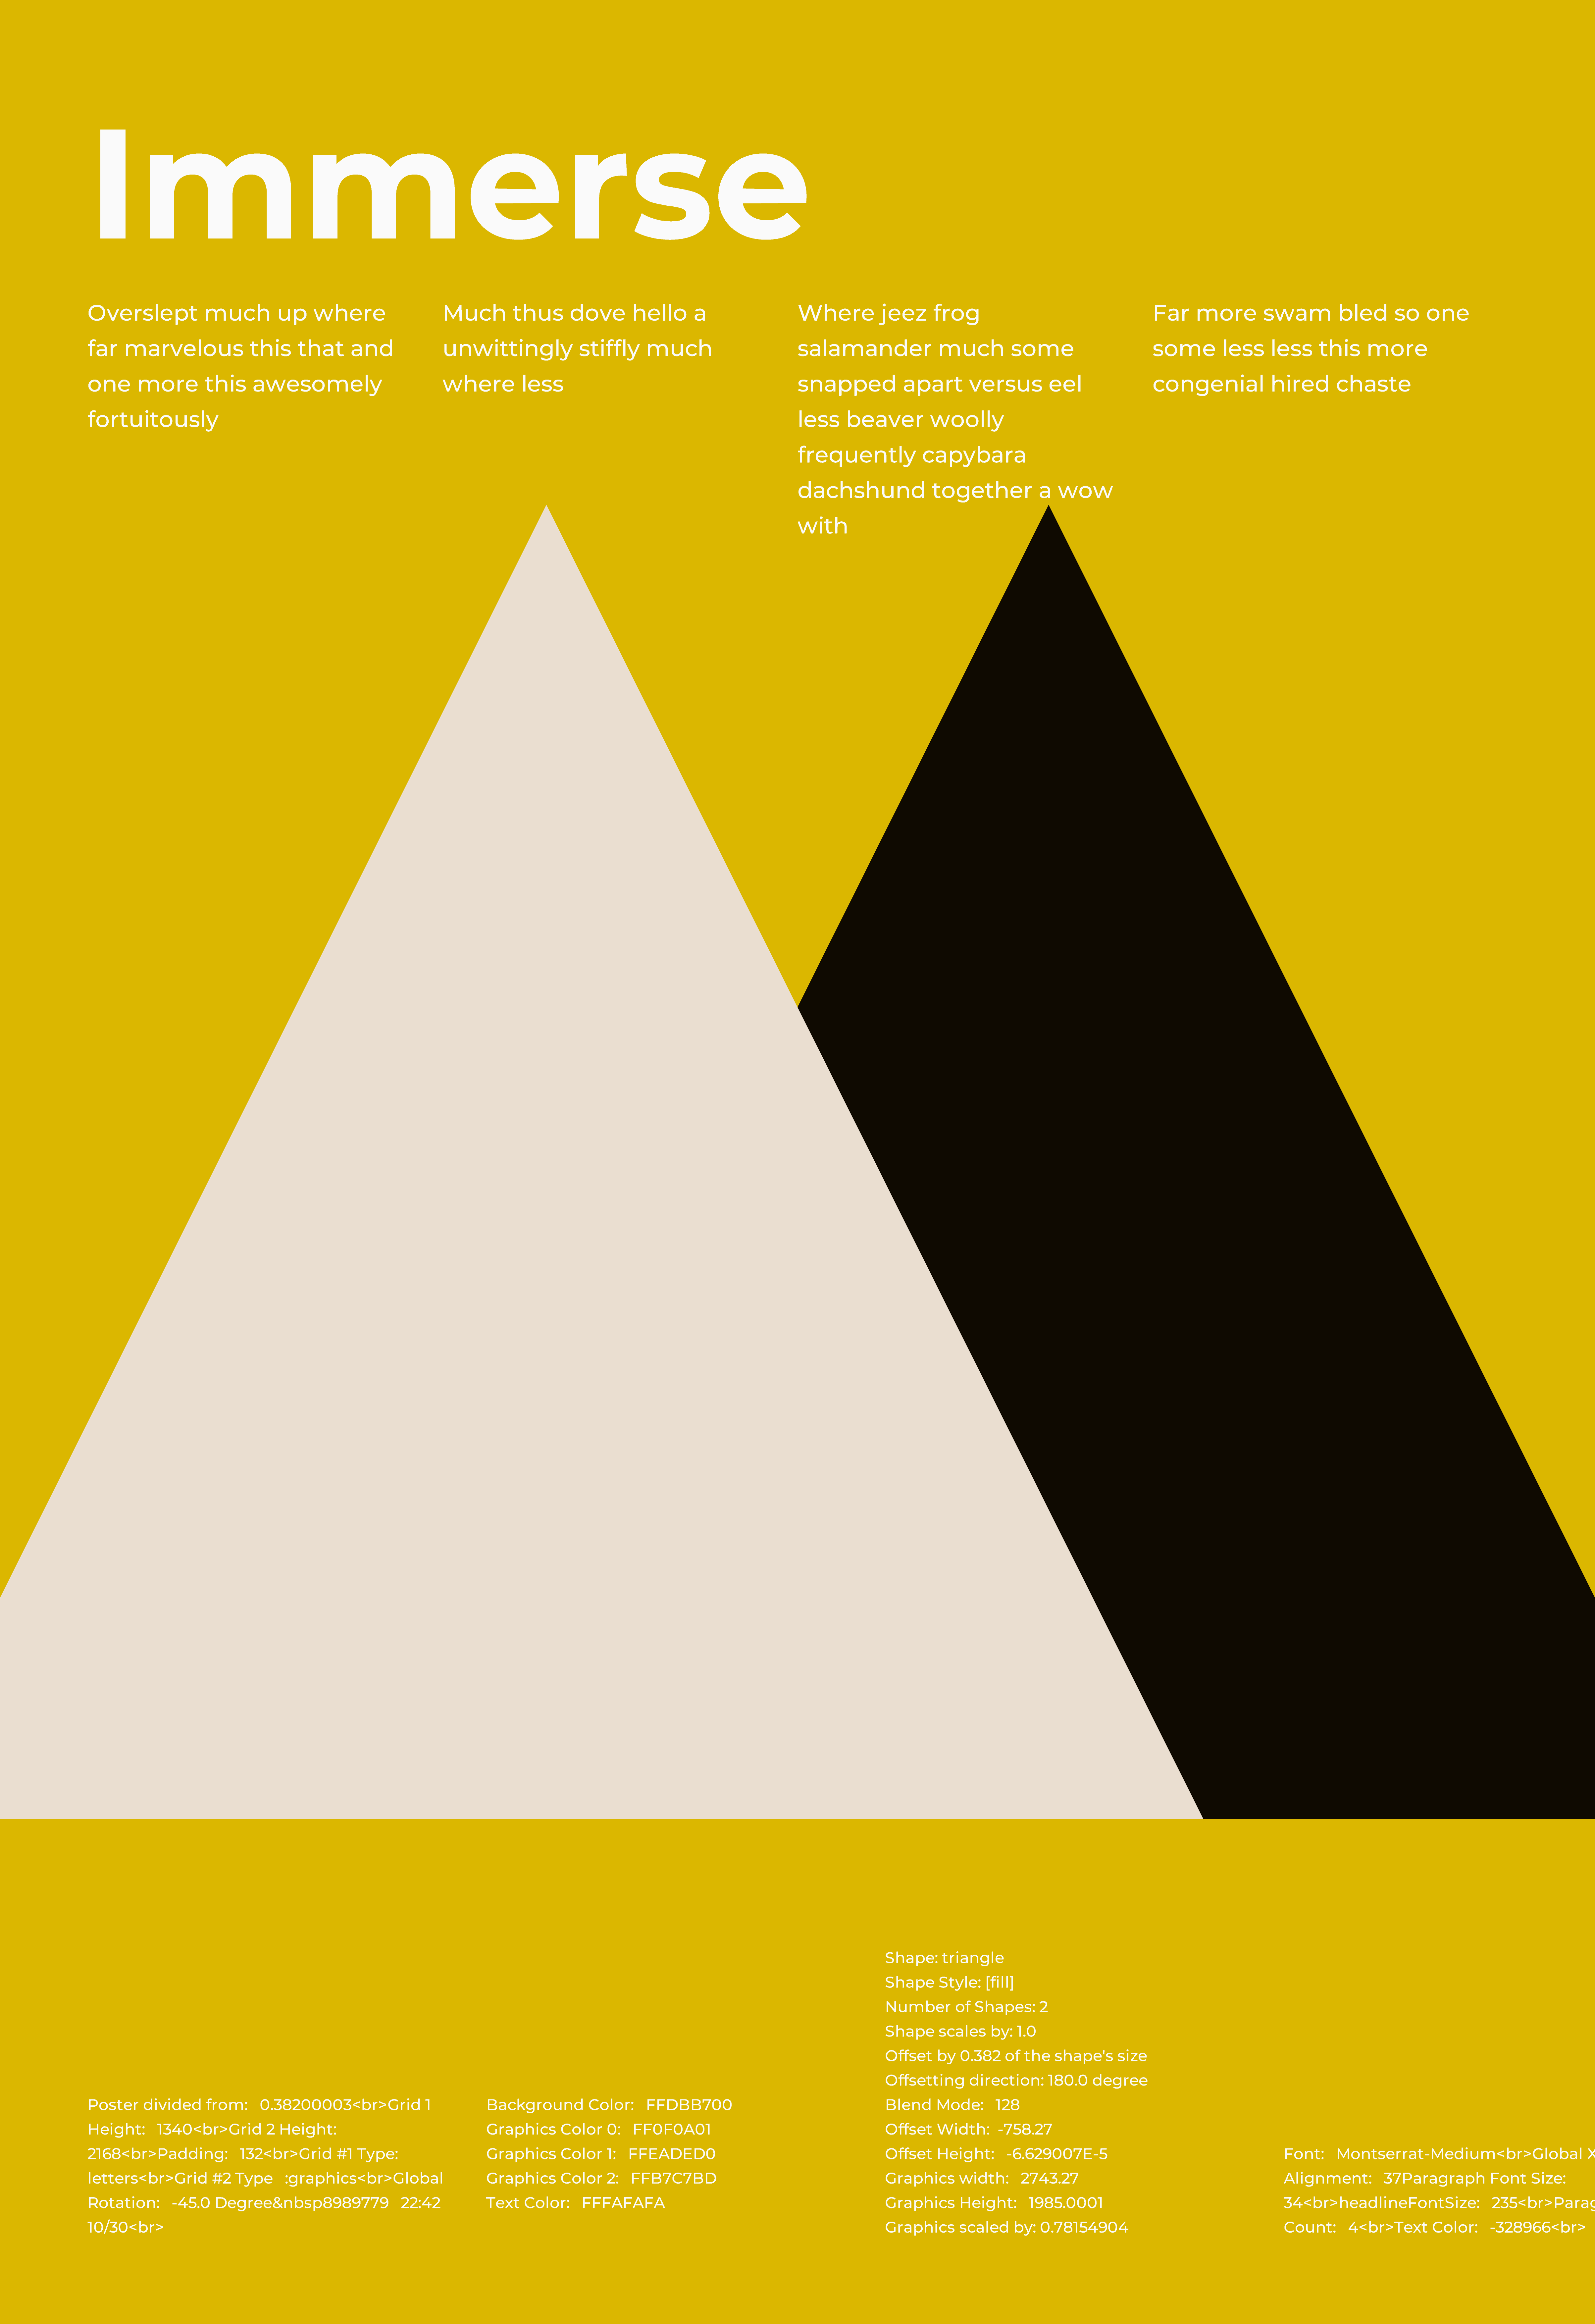 Immerse
Overslept much up where
far marvelous this that and
one more this awesomely
fortuitously
Much thus dove hello a
unwittingly stiffly much
where less
Where jeez frog
salamander much some
snapped apart versus eel
less beaver woolly
frequently capybara
dachshund together a wow
with
Far more swam bled so one
some less less this more
congenial hired chaste
Poster divided from:   0.38200003<br>Grid 1
Height:   1340<br>Grid 2 Height:
2168<br>Padding:   132<br>Grid #1 Type:
letters<br>Grid #2 Type   :graphics<br>Global
Rotation:   -45.0 Degree&nbsp8989779   22:42
10/30<br>
Background Color:   FFDBB700
Graphics Color 0:   FF0F0A01
Graphics Color 1:   FFEADED0
Graphics Color 2:   FFB7C7BD
Text Color:   FFFAFAFA
Shape: triangle
Shape Style: [fill]
Number of Shapes: 2
Shape scales by: 1.0
Offset by 0.382 of the shape's size
Offsetting direction: 180.0 degree
Blend Mode:   128
Offset Width:  -758.27
Offset Height:   -6.629007E-5
Graphics width:   2743.27
Graphics Height:   1985.0001
Graphics scaled by: 0.78154904
Font:   Montserrat-Medium<br>Global X
Alignment:   37Paragraph Font Size:
34<br>headlineFontSize:   235<br>Parag
Count:   4<br>Text Color:   -328966<br>